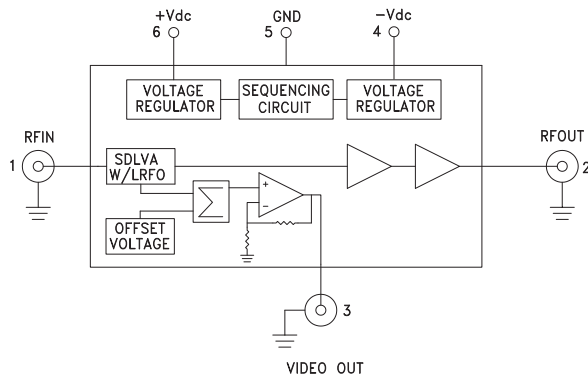 +Vdc GND −Vdc
6 5 4
VOLTAGE REGULATOR
SEQUENCING CIRCUIT
VOLTAGE REGULATOR
RFIN
1
SDLVA W/LRFO
RFOUT
2
Σ
+
−
OFFSET VOLTAGE
3
VIDEO OUT